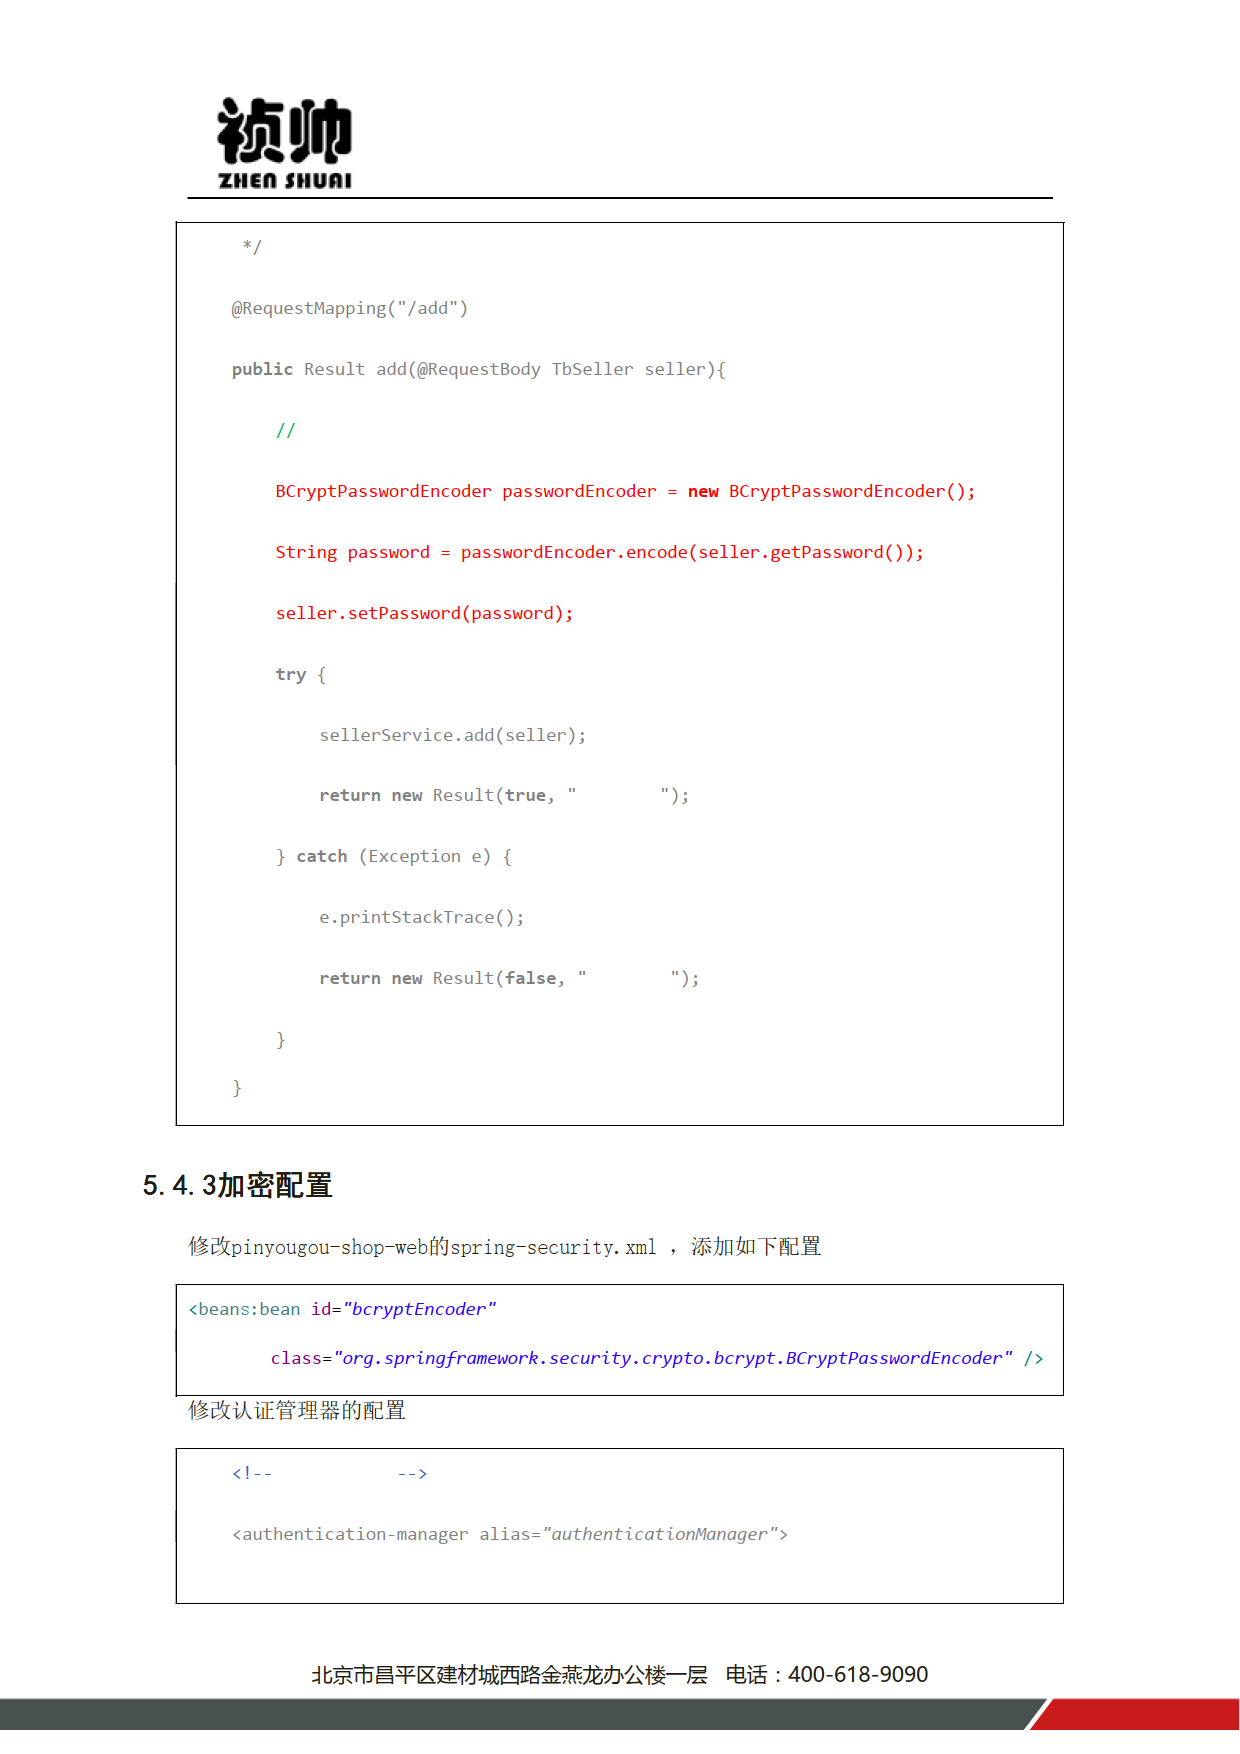 祯帅
ZHEN SHUAI
*/
@RequestMapping("/add")
public Result add(@RequestBody TbSeller seller){
//
BCryptPasswordEncoder passwordEncoder = new BCryptPasswordEncoder();
String password = passwordEncoder.encode(seller.getPassword());
seller.setPassword(password);
try {
sellerService.add(seller);
return new Result(true, "        ");
} catch (Exception e) {
e.printStackTrace();
return new Result(false, "        ");
}
}
5.4.3加密配置
修改pinyougou-shop-web的spring-security.xml ，添加如下配置
<beans:bean id="bcryptEncoder"
class="org.springframework.security.crypto.bcrypt.BCryptPasswordEncoder" />
修改认证管理器的配置
<!--            -->
<authentication-manager alias="authenticationManager">
北京市昌平区建材城西路金燕龙办公楼一层 电话：400-618-9090